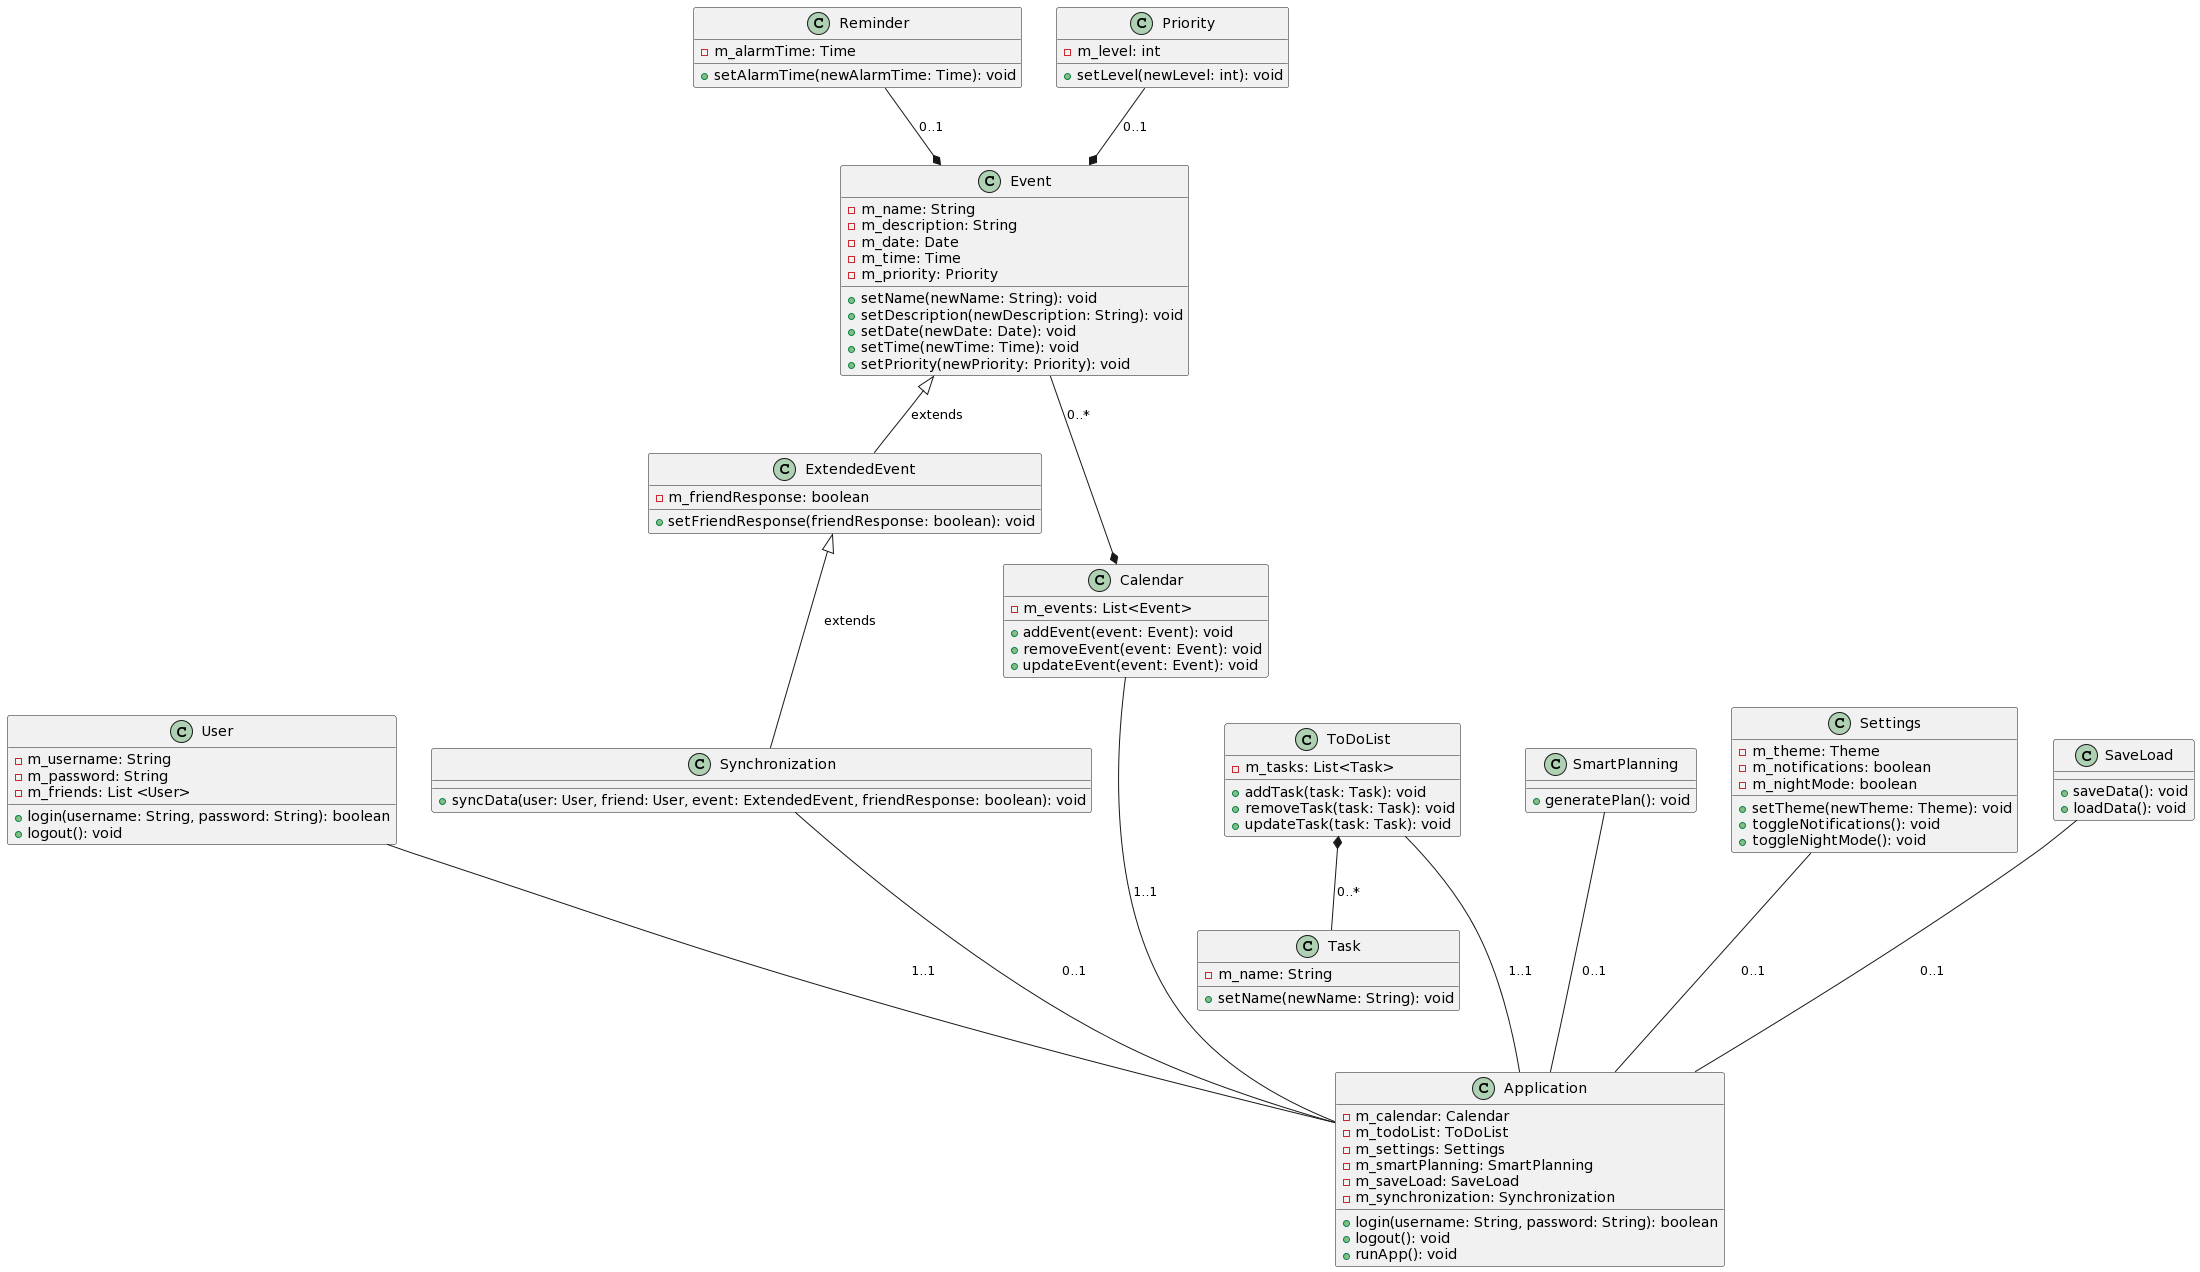 C Reminder
m_alarmTime: Time
setAlarmTime(newAlarmTime: Time): void
C Priority
m_level: int
setLevel(newLevel: int): void
0..1
0..1
C Event
m_name: String
m_description: String
m_date: Date
m_time: Time
m_priority: Priority
setName(newName: String): void
setDescription(newDescription: String): void
setDate(newDate: Date): void
setTime(newTime: Time): void
setPriority(newPriority: Priority): void
extends
0..*
C ExtendedEvent
m_friendResponse: boolean
setFriendResponse(friendResponse: boolean): void
extends
C Calendar
m_events: List<Event>
addEvent(event: Event): void
removeEvent(event: Event): void
updateEvent(event: Event): void
C User
m_username: String
m_password: String
m_friends: List <User>
login(username: String, password: String): boolean
logout(): void
C Synchronization
syncData(user: User, friend: User, event: ExtendedEvent, friendResponse: boolean): void
C ToDoList
m_tasks: List<Task>
addTask(task: Task): void
removeTask(task: Task): void
updateTask(task: Task): void
C SmartPlanning
generatePlan(): void
C Settings
m_theme: Theme
m_notifications: boolean
m_nightMode: boolean
setTheme(newTheme: Theme): void
toggleNotifications(): void
toggleNightMode(): void
C SaveLoad
saveData(): void
loadData(): void
1..1
0..*
C Task
m_name: String
setName(newName: String): void
1..1
0..1
1..1
0..1
0..1
0..1
C Application
m_calendar: Calendar
m_todoList: ToDoList
m_settings: Settings
m_smartPlanning: SmartPlanning
m_saveLoad: SaveLoad
m_synchronization: Synchronization
login(username: String, password: String): boolean
logout(): void
runApp(): void